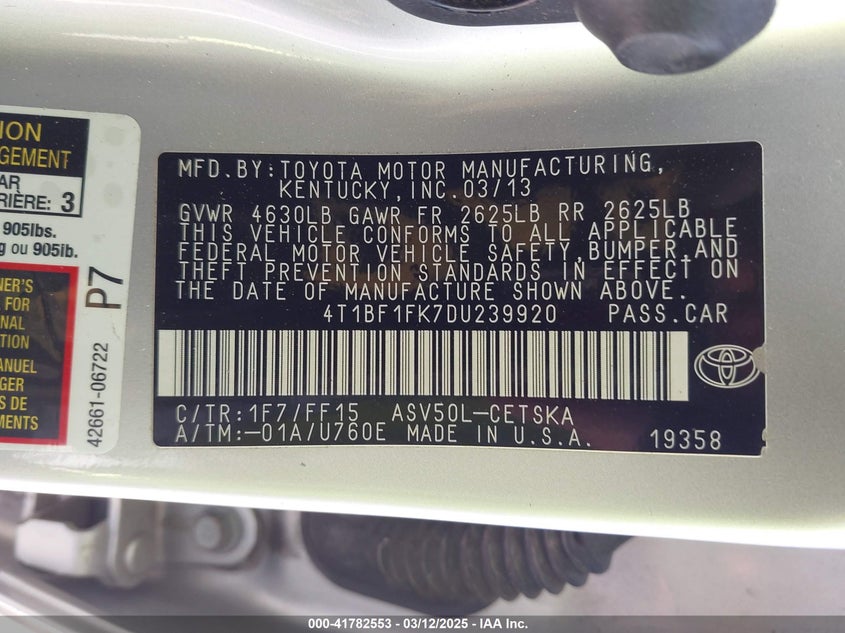 ION
GEMENT
AR
RIÈRE: 3
905lbs.
g ou 905lb.
NER'S
FOR
NAL
TION
ANUEL
GER
S DE
MENTS
P7
42661-06722
MFD.BY:TOYOTA MOTOR MANUFACTURING,
KENTUCKY,INC.03/13
GVWR 4630LB GAWR FR 2625LB RR 2625LB
THIS VEHICLE CONFORMS TO ALL APPLICABLE
FEDERAL MOTOR VEHICLE SAFETY,BUMPER,AND
THEFT PREVENTION STANDARDS IN EFFECT ON
THE DATE OF MANUFACTURE SHOWN ABOVE.
4T1BF1FK7DU239920 PASS.CAR
C/TR:1F7/FF15 ASV50L-CETSKA
A/TM:-01A/U760E MADE IN U.S.A. 19358
000-41782553 - 03/12/2025 - IAA Inc.